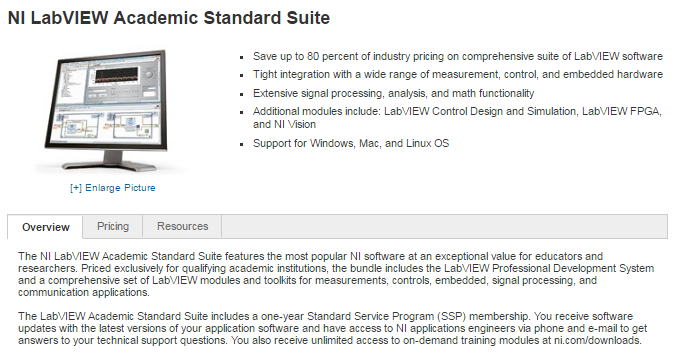 NI LabVIEW Academic Standard Suite
Save up to 80 percent of industry pricing on comprehensive suite of LabVIEW software
Tight integration with a wide range of measurement, control, and embedded hardware
Extensive signal processing, analysis, and math functionality
Additional modules include: LabVIEW Control Design and Simulation, LabVIEW FPGA,
and NI Vision
Support for Windows, Mac, and Linux OS
[+] Enlarge Picture
Overview
Pricing
Resources
The NI LabVIEW Academic Standard Suite features the most popular NI software at an exceptional value for educators and
researchers. Priced exclusively for qualifying academic institutions, the bundle includes the LabVIEW Professional Development System
and a comprehensive set of LabVIEW modules and toolkits for measurements, controls, embedded, signal processing, and
communication applications.
The LabVIEW Academic Standard Suite includes a one-year Standard Service Program (SSP) membership. You receive software
updates with the latest versions of your application software and have access to NI applications engineers via phone and e-mail to get
answers to your technical support questions. You also receive unlimited access to on-demand training modules at ni.com/downloads.